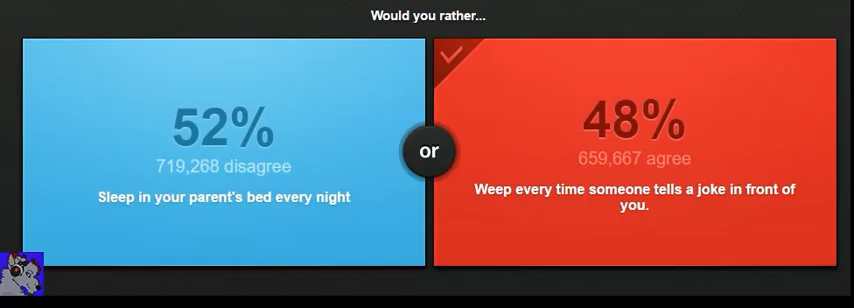 Would you rather...
52%
719,268 disagree
Sleep in your parent's bed every night
or
48%
659,667 agree
Weep every time someone tells a joke in front of
you.